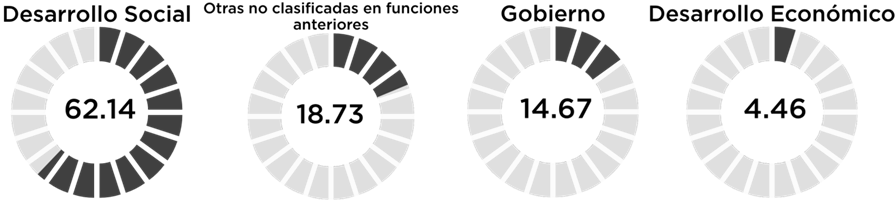 Desarrollo Social
62.14
Otras no clasificadas en funciones
anteriores
18.73
Gobierno
14.67
Desarrollo Económico
4.46